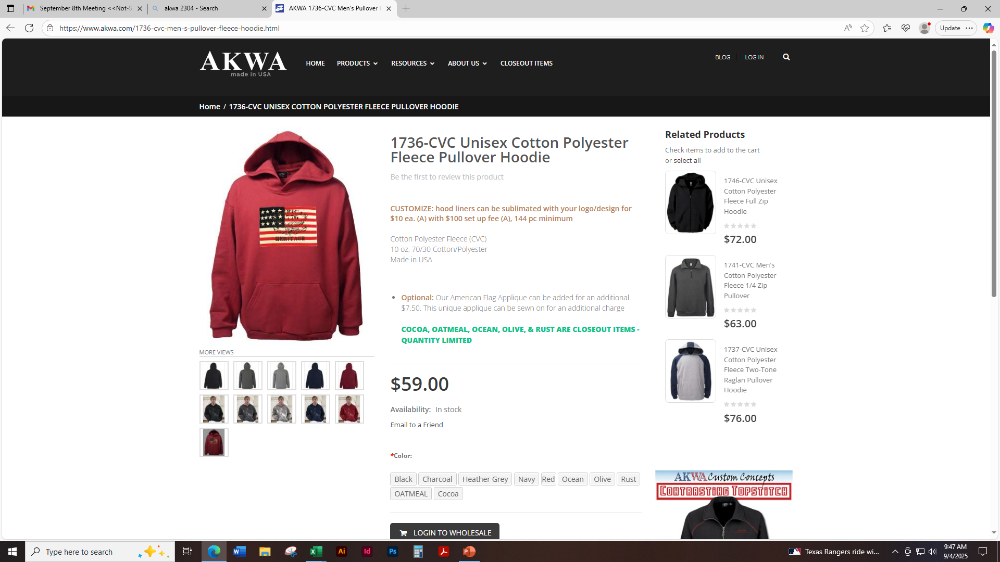 September 8th Meeting <<Not-S
akwa 2304 - Search
AKWA 1736-CVC Men's Pullover F
https://www.akwa.com/1736-cvc-men-s-pullover-fleece-hoodie.html
Update
AKWA
made in USA
HOME
PRODUCTS
RESOURCES
ABOUT US
CLOSEOUT ITEMS
BLOG
LOG IN
Home / 1736-CVC UNISEX COTTON POLYESTER FLEECE PULLOVER HOODIE
HERITAGE
MORE VIEWS
1736-CVC Unisex Cotton Polyester
Fleece Pullover Hoodie
Be the first to review this product
CUSTOMIZE: hood liners can be sublimated with your logo/design for
$10 ea. (A) with $100 set up fee (A), 144 pc minimum
Cotton Polyester Fleece (CVC)
10 oz, 70/30 Cotton/Polyester
Made in USA
• Optional: Our American Flag Applique can be added for an additional
$7.50. This unique applique can be sewn on for an additional charge
COCOA, OATMEAL, OCEAN, OLIVE, & RUST ARE CLOSEOUT ITEMS -
QUANTITY LIMITED
$59.00
Availability: In stock
Email to a Friend
*Color:
Black
Charcoal
Heather Grey
Navy
Red
Ocean
Olive
Rust
OATMEAL
Cocoa
LOGIN TO WHOLESALE
Related Products
Check items to add to the cart
or select all
1746-CVC Unisex
Cotton Polyester
Fleece Full Zip
Hoodie
$72.00
1741-CVC Men's
Cotton Polyester
Fleece 1/4 Zip
Pullover
$63.00
1737-CVC Unisex
Cotton Polyester
Fleece Two-Tone
Raglan Pullover
Hoodie
$76.00
AKWA Custom Concepts
CONTRASTING TOPSTITCH
Type here to search
Texas Rangers ride wi...
9:47 AM
9/4/2025